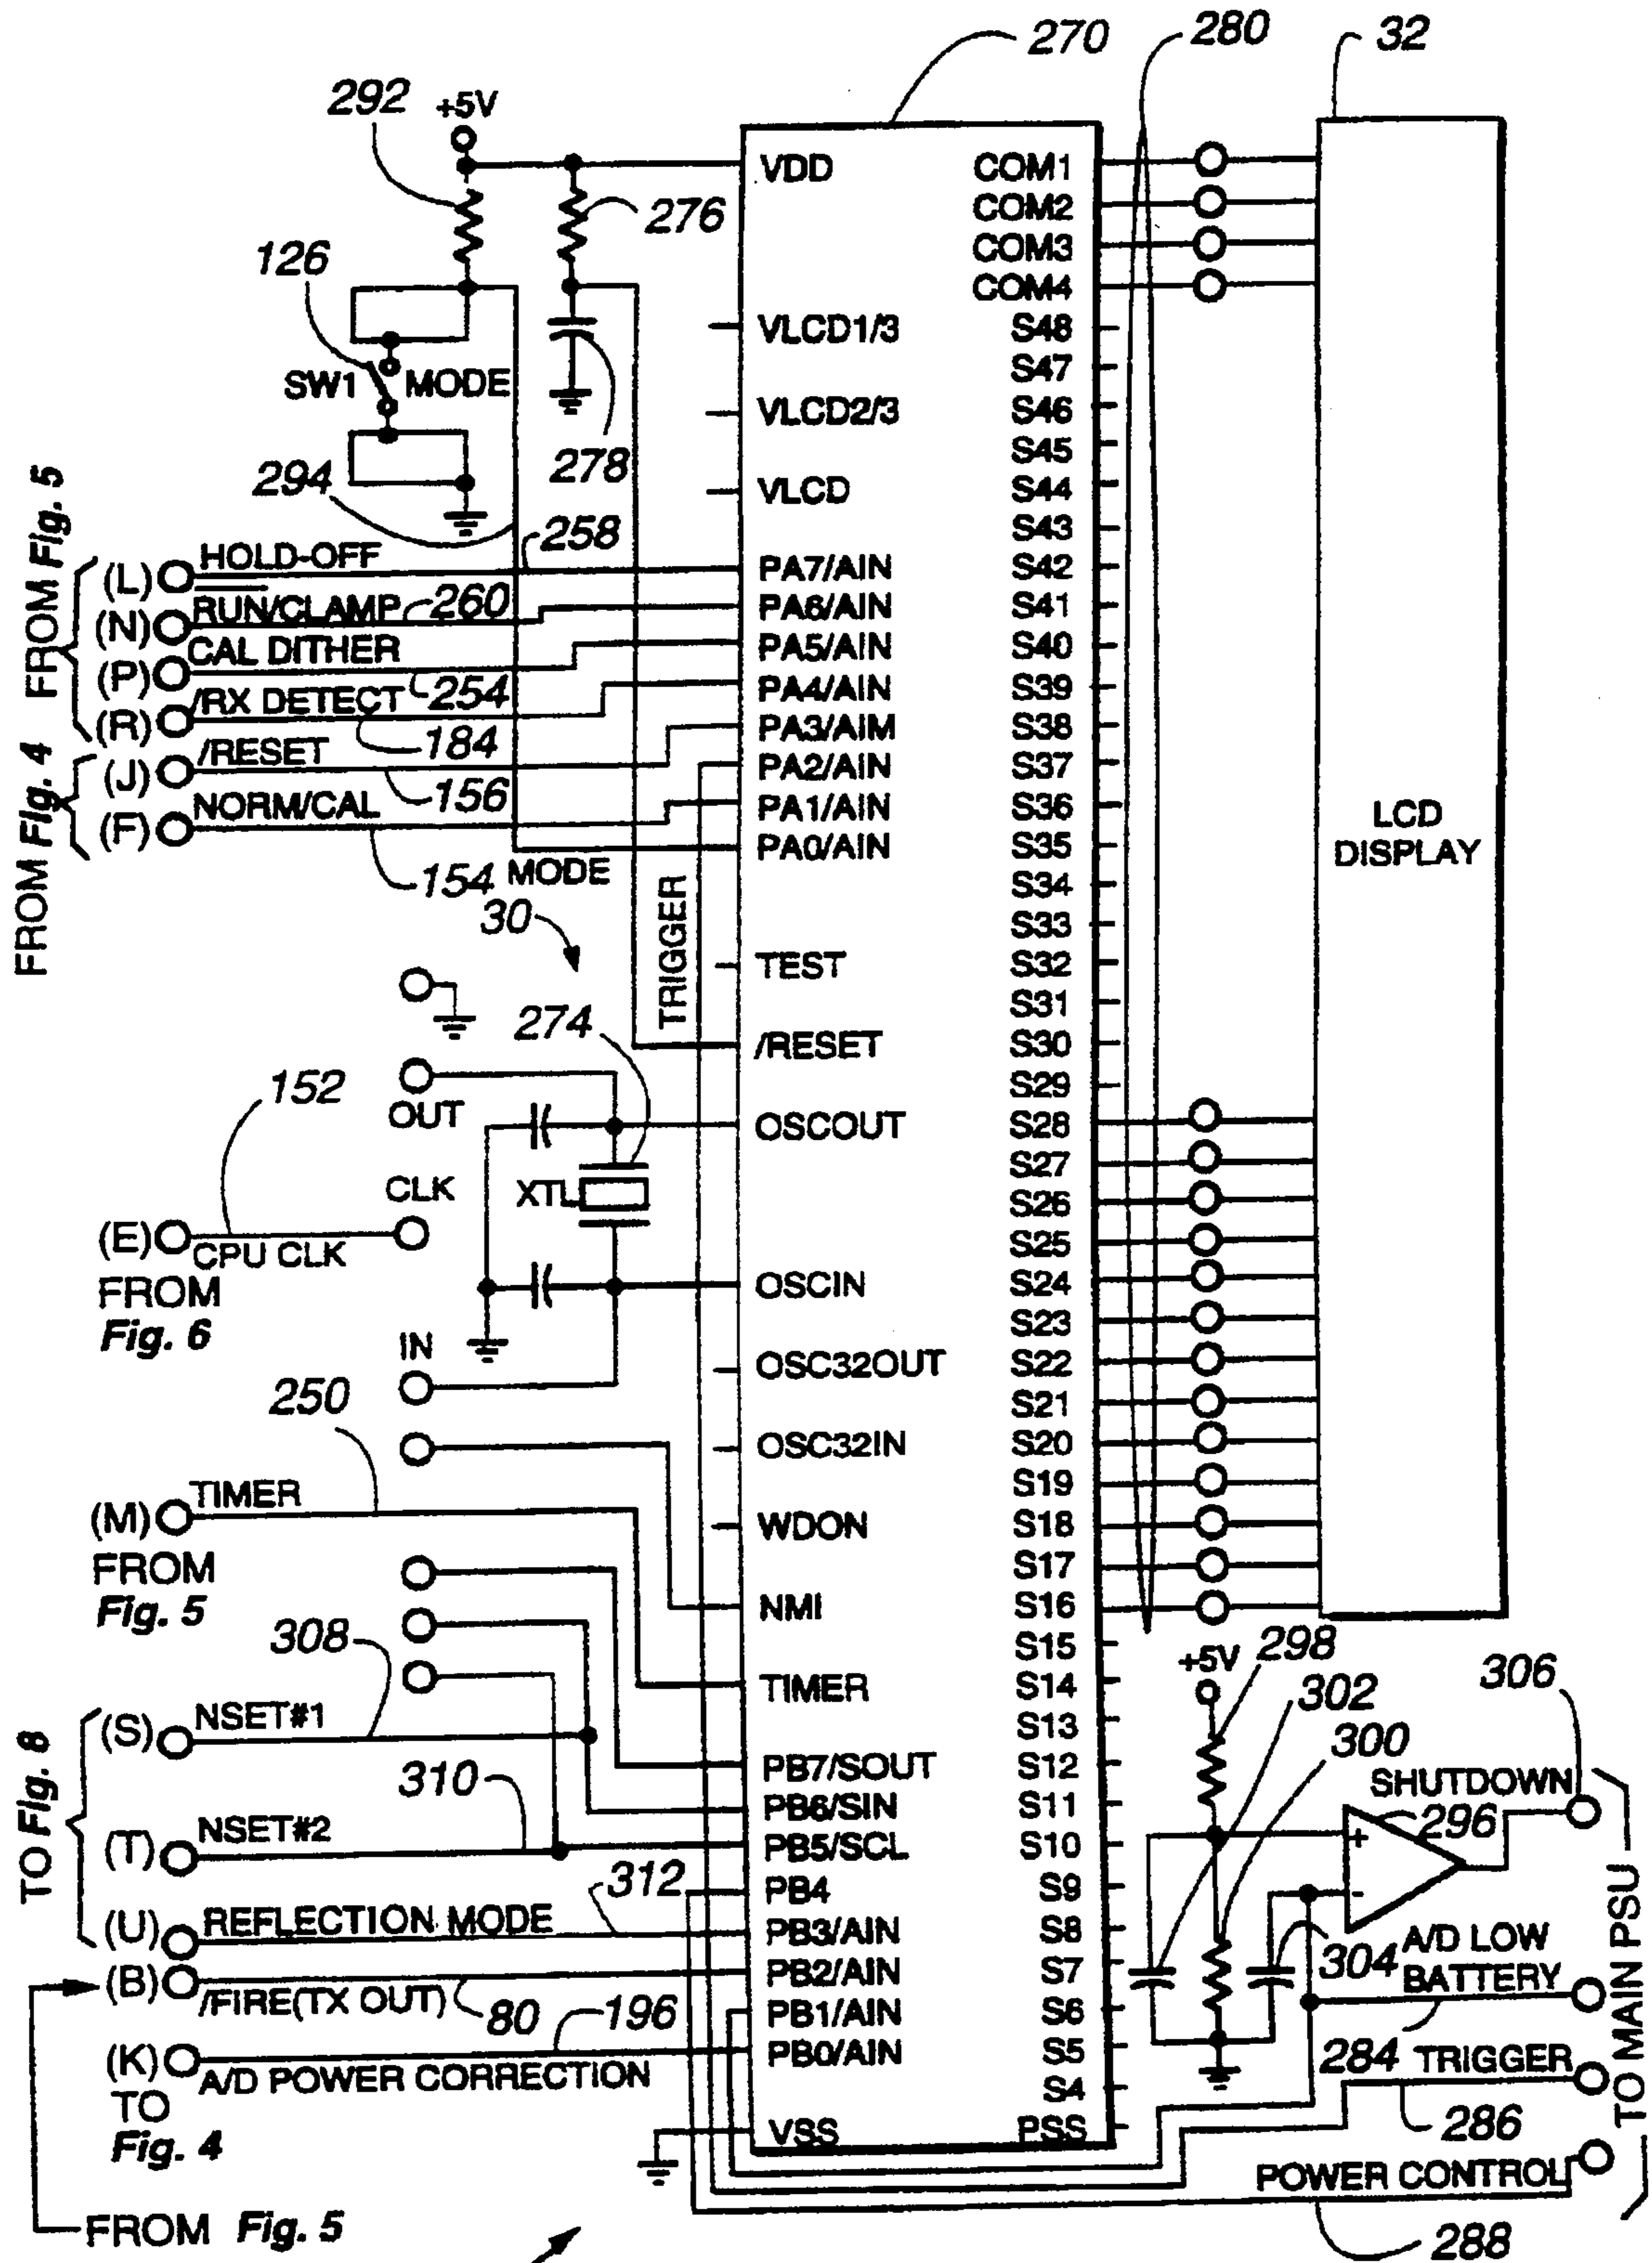 270
280
32
292
+5V
276
126
SW1 MODE
278
294
VDD
VLCD1/3
VLCD2/3
VLCD
PA7/AIN
PA6/AIN
PA5/AIN
PA4/AIN
PA3/AIM
PA2/AIN
PA1/AIN
PA0/AIN
TEST
/RESET
OSCOUT
OSCIN
OSC32OUT
OSC32IN
WDON
NMI
TIMER
PB7/SOUT
PB6/SIN
PB5/SCL
PB4
PB3/AIN
PB2/AIN
PB1/AIN
PB0/AIN
VSS
COM1
COM2
COM3
COM4
S48
S47
S46
S45
S44
S43
S42
S41
S40
S39
S38
S37
S36
S35
S34
S33
S32
S31
S30
S29
S28
S27
S26
S25
S24
S23
S22
S21
S20
S19
S18
S17
S16
S15
S14
S13
S12
S11
S10
S9
S8
S7
S6
S5
S4
PSS
LCD
DISPLAY
FROM Fig. 5
(L) HOLD-OFF 258
(N) RUN/CLAMP 260
(P) CAL DITHER 254
(R) /RX DETECT 184
FROM Fig. 4
(J) /RESET 156
(F) NORM/CAL 154
MODE
30
TRIGGER
274
OUT
152
CLK
XTL
(E) CPU CLK
FROM
Fig. 6
IN
250
(M) TIMER
FROM
Fig. 5
308
TO Fig. 8
(S) NSET#1
310
(T) NSET#2
312
(U) REFLECTION MODE
(B) /FIRE(TX OUT) 80
196
(K) A/D POWER CORRECTION
TO
Fig. 4
FROM Fig. 5
+5V
298
302
300
306
SHUTDOWN
296
+
-
304
A/D LOW
BATTERY
284
TRIGGER
286
POWER CONTROL
288
TO MAIN PSU